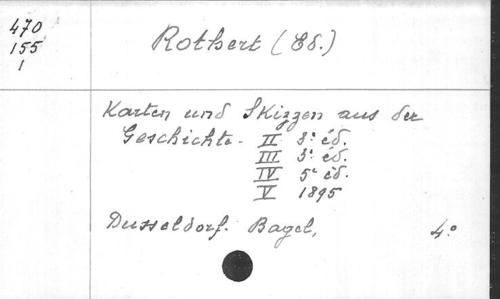 470
155
1
Rothert (Ed.)
Karten und Skizzen aus der
Geschichte - II 3e éd.
III 3e éd.
IV 5e éd.
V 1895
Dusseldorf. Bagel, 4°